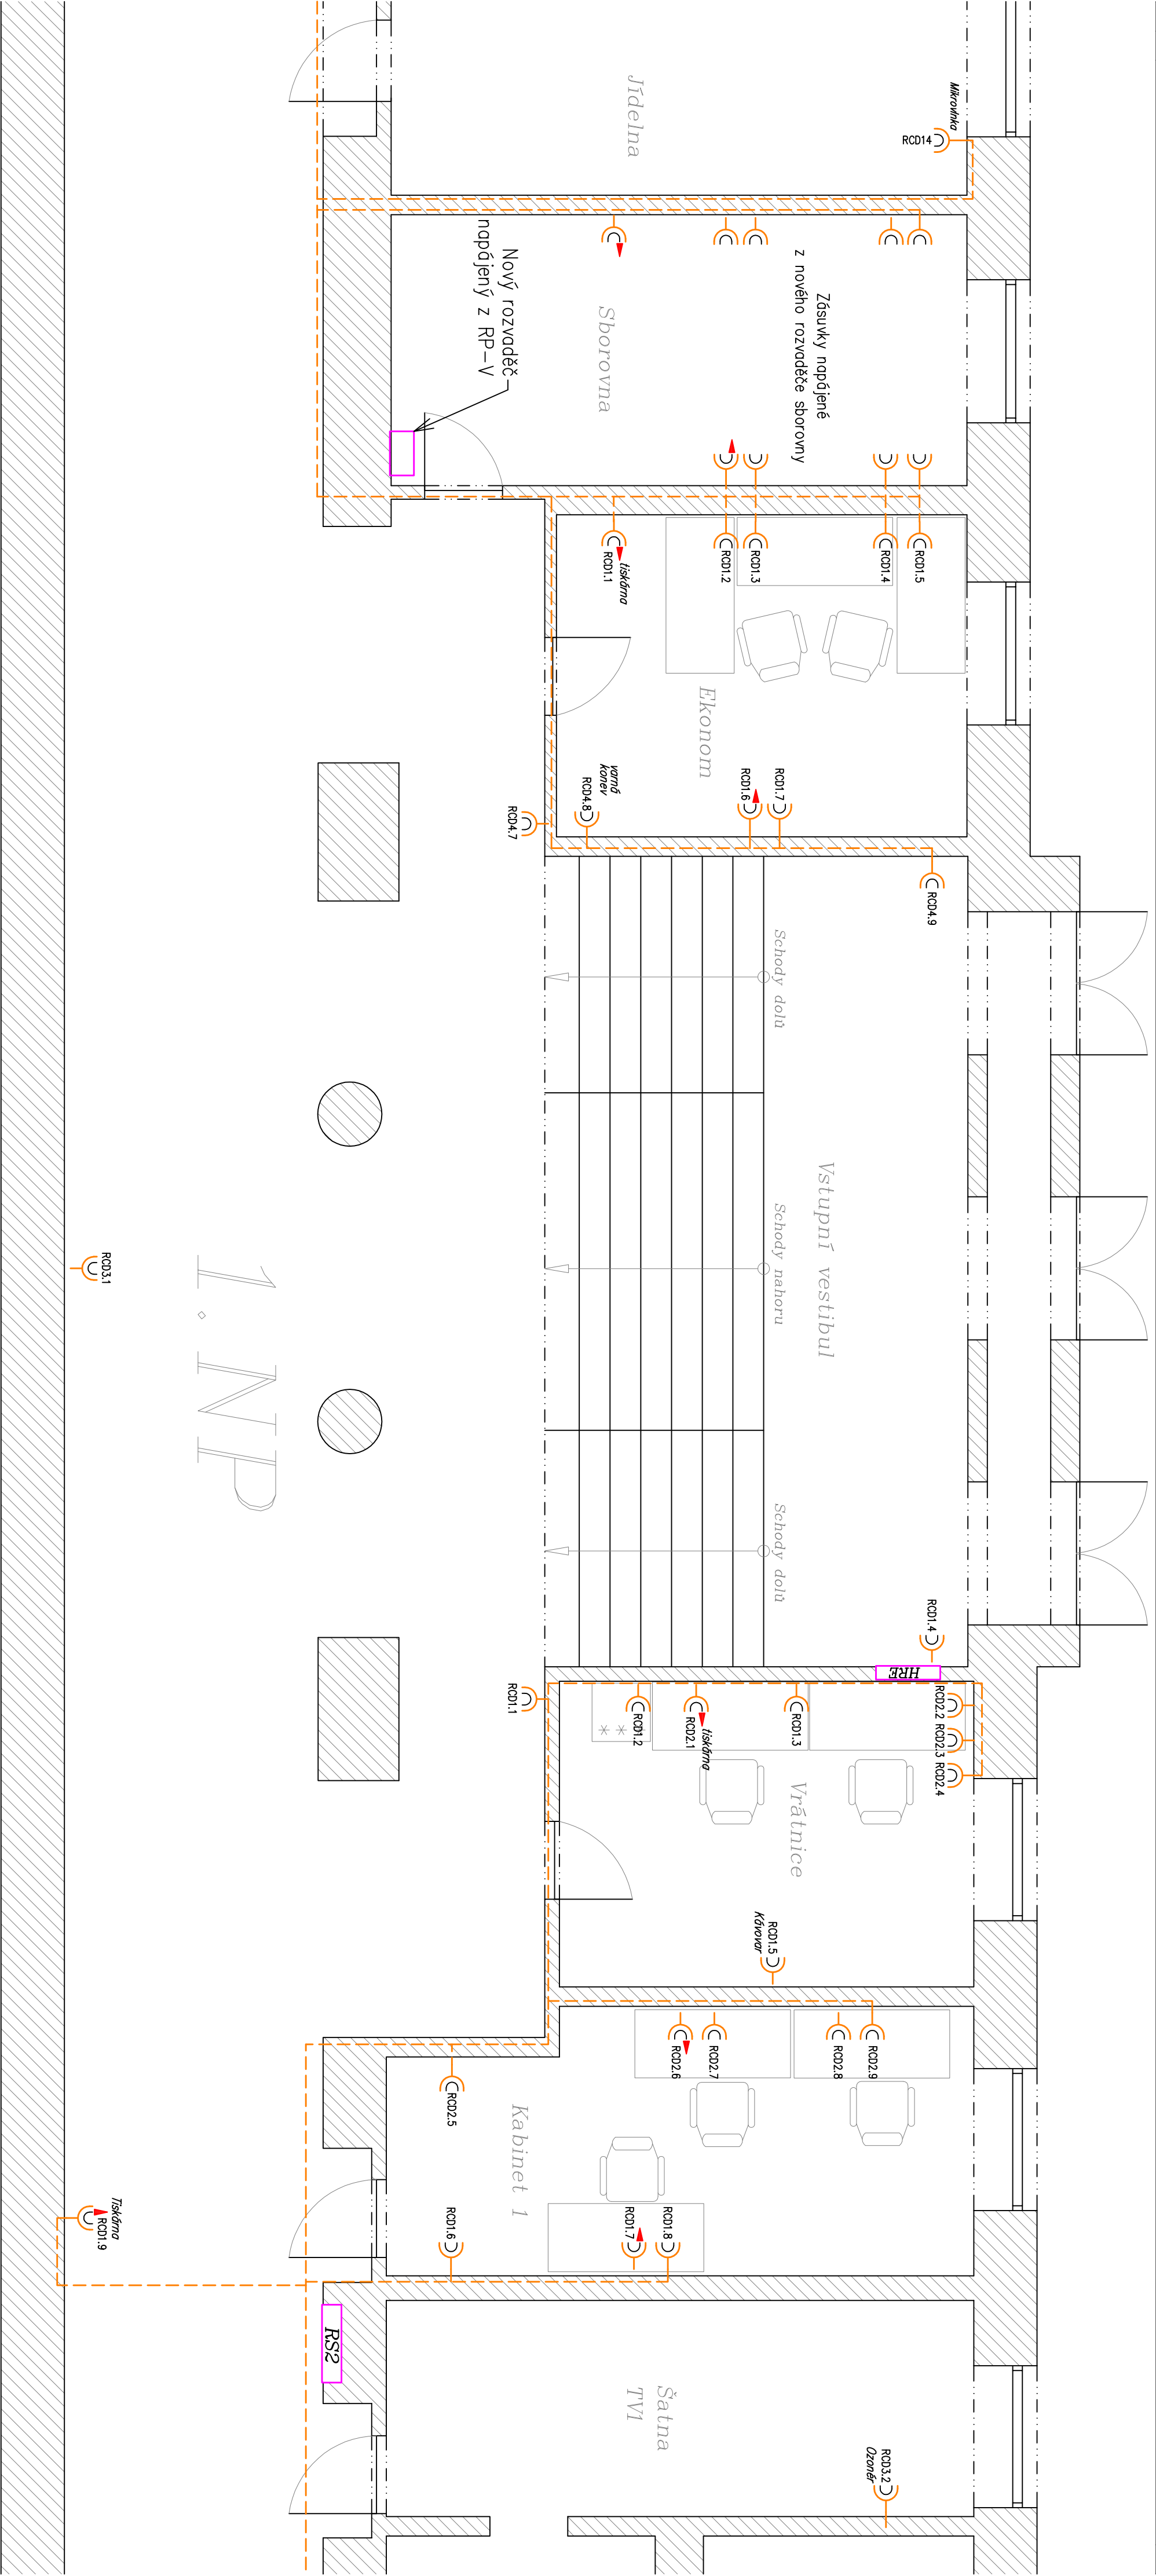 Jídelna
Mikrovlnka
RCD14
Zásuvky napájené
z nového rozvaděče sborovny
Sborovna
Nový rozvaděč
napájený z RP-V
RCD1.5
RCD1.4
RCD1.3
RCD1.2
tiskárna
RCD1.1
Ekonom
RCD1.7
RCD1.6
varná
konev
RCD4.8
RCD4.7
RCD4.9
Schody dolů
Vstupní vestibul
Schody nahoru
Schody dolů
RCD3.1
1. NP
RCD1.4
HRE
RCD2.2
RCD2.3
RCD2.4
RCD1.3
tiskárna
RCD2.1
RCD1.2
* * *
RCD1.1
Vrátnice
RCD1.5
Kávovar
RCD2.9
RCD2.8
RCD2.7
RCD2.6
RCD2.5
Kabinet 1
RCD1.8
RCD1.7
RCD1.6
Tiskárna
RCD1.9
RS2
Šatna
TV1
RCD3.2
Ozonér